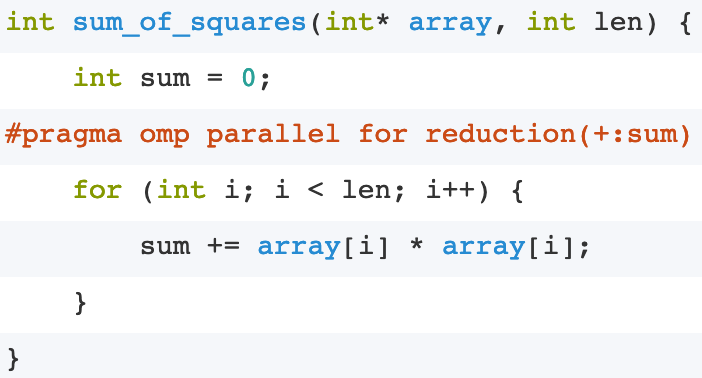 int sum_of_squares(int* array, int len) {
    int sum = 0;
#pragma omp parallel for reduction(+:sum)
    for (int i; i < len; i++) {
        sum += array[i] * array[i];
    }
}